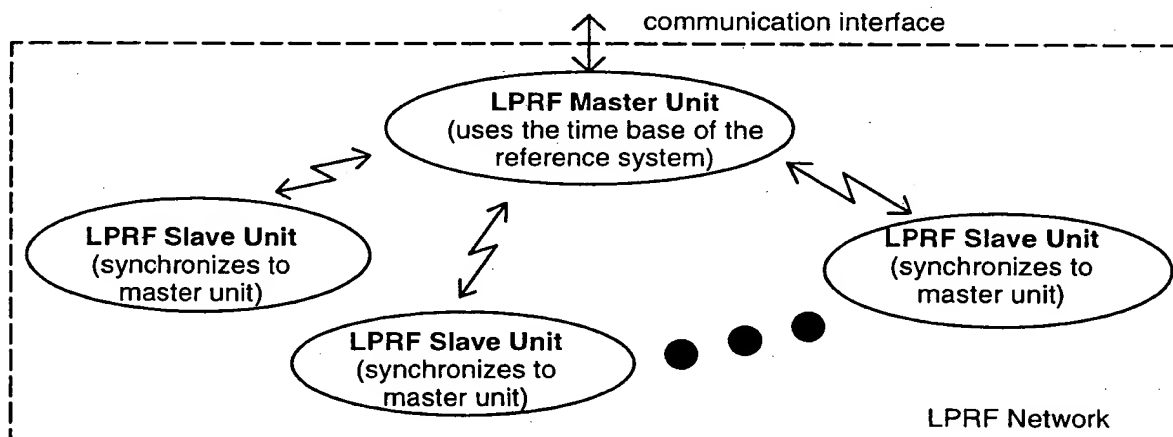 communication interface
LPRF Master Unit
(uses the time base of the
reference system)
LPRF Slave Unit
(synchronizes to
master unit)
LPRF Slave Unit
(synchronizes to
master unit)
LPRF Slave Unit
(synchronizes to
master unit)
LPRF Network